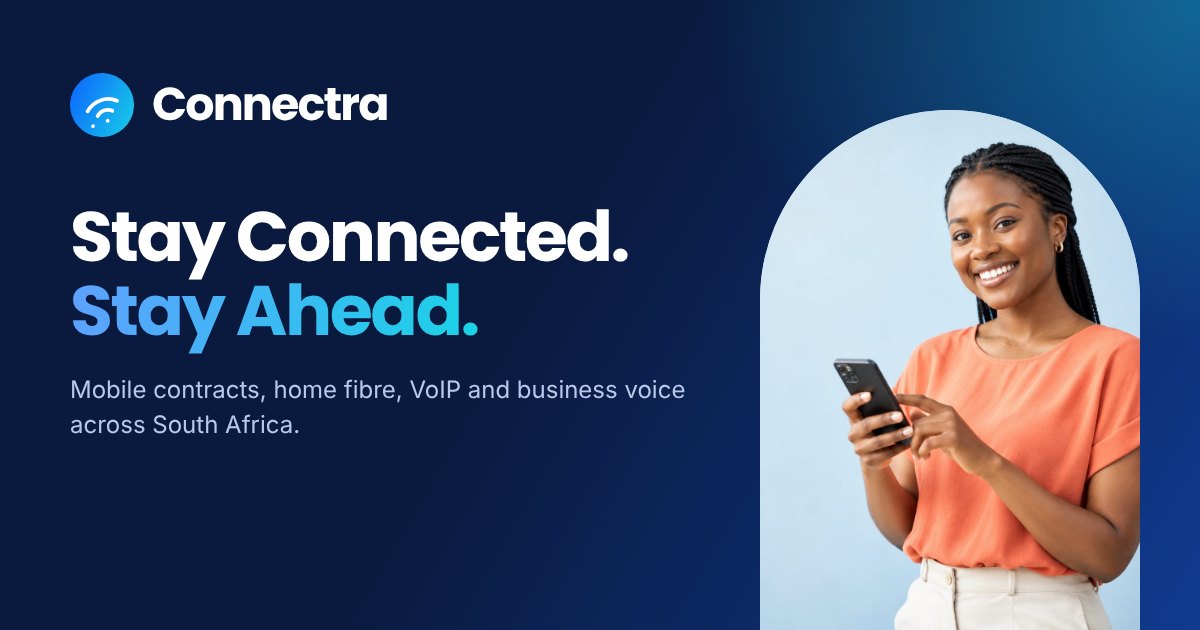 Connectra
Stay Connected.
Stay Ahead.
Mobile contracts, home fibre, VoIP and business voice
across South Africa.